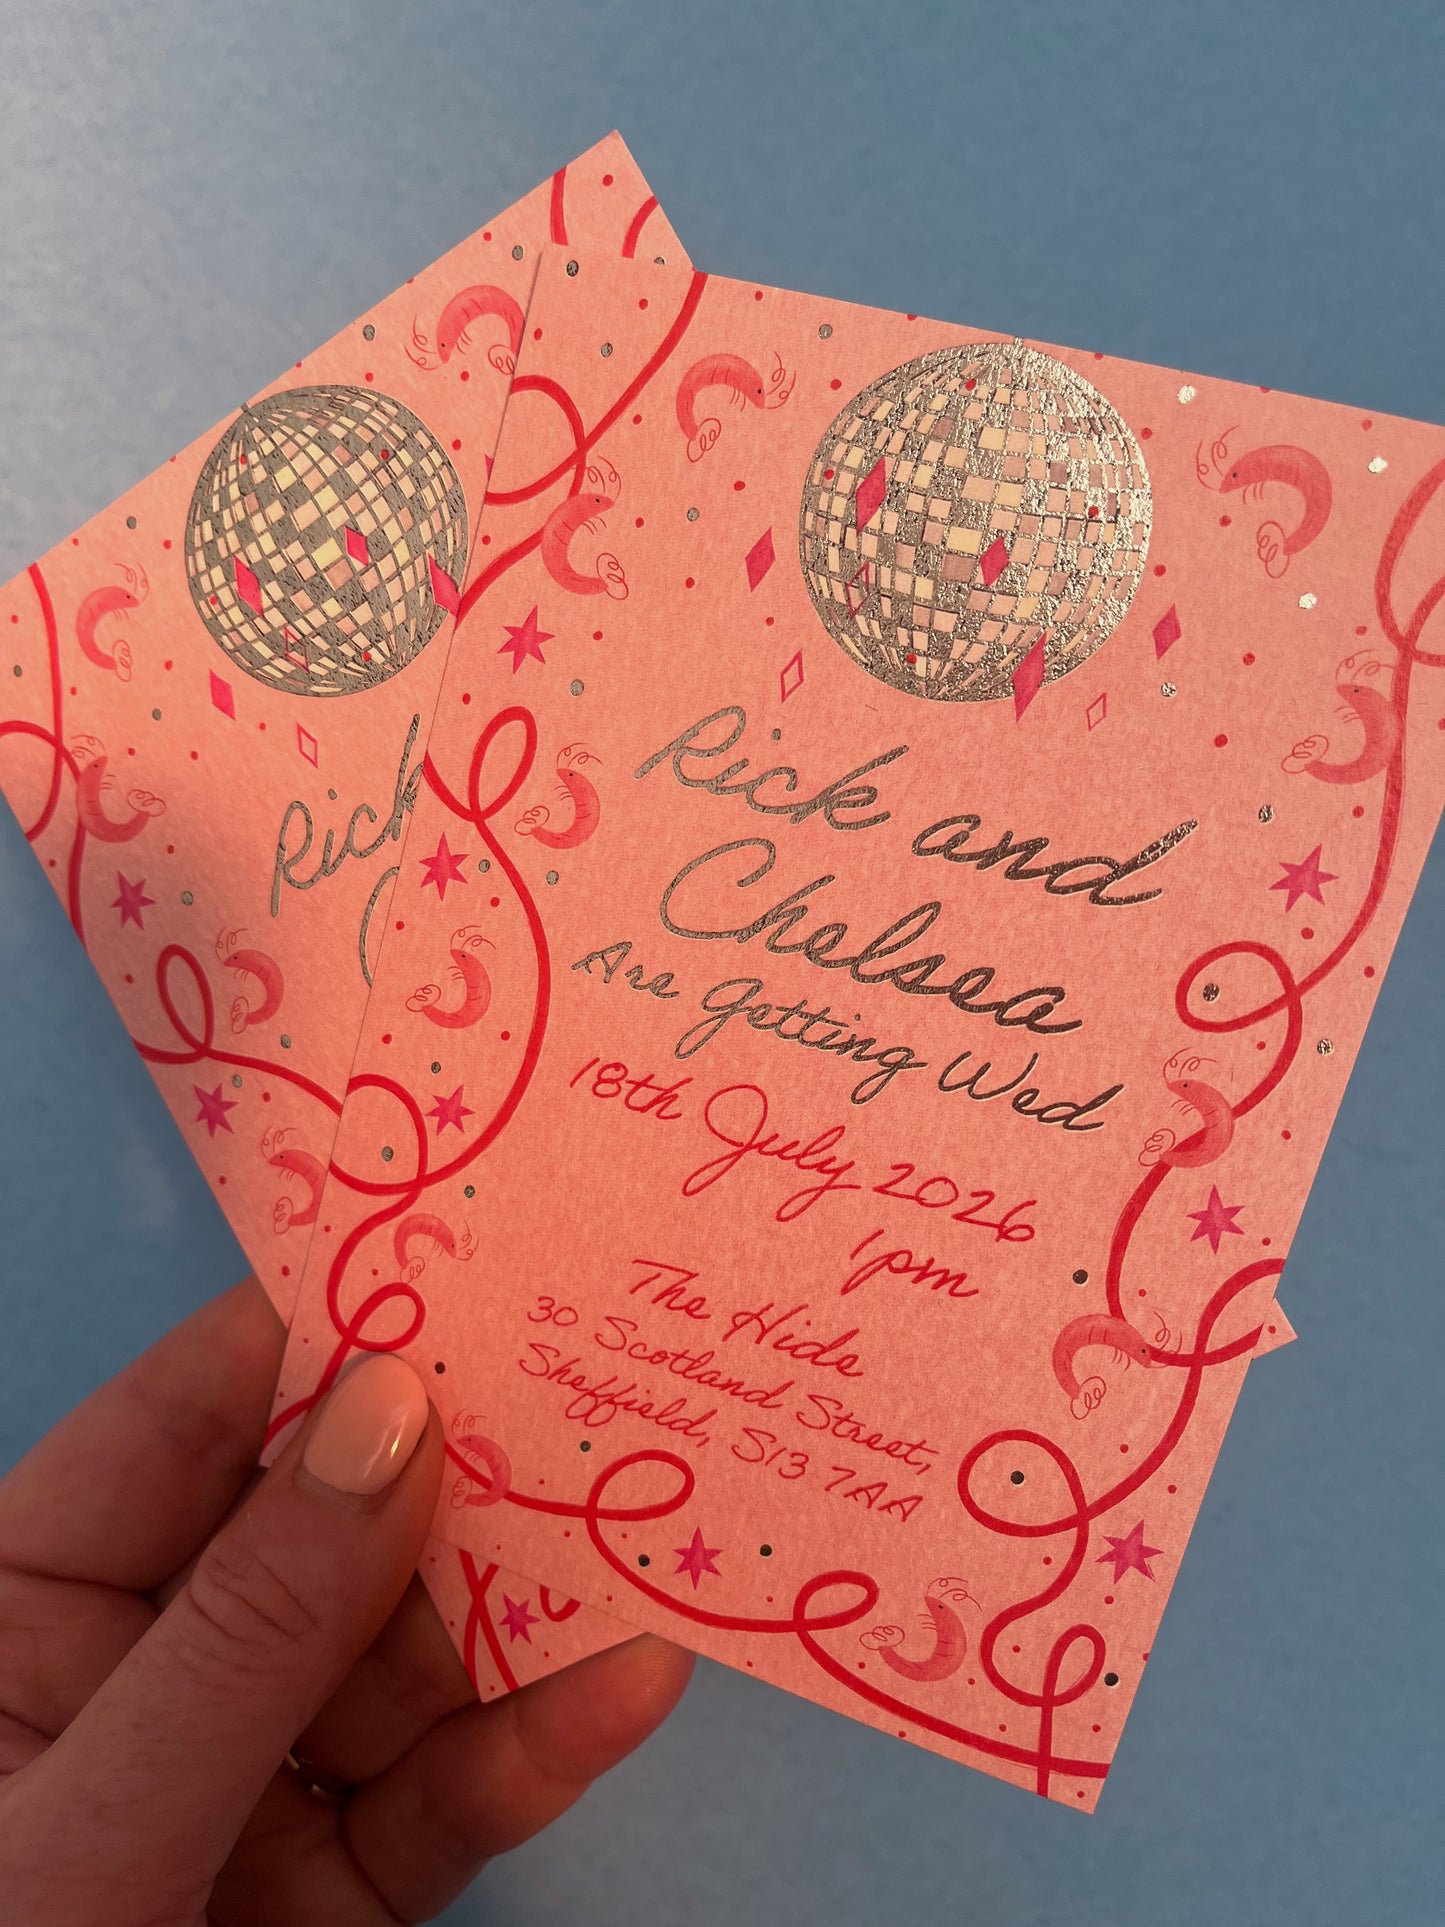 Rick and
Chelsea
Are Getting Wed
18th July 2026
1pm
The Hide
30 Scotland Street,
Sheffield, S13 7AA
Rick